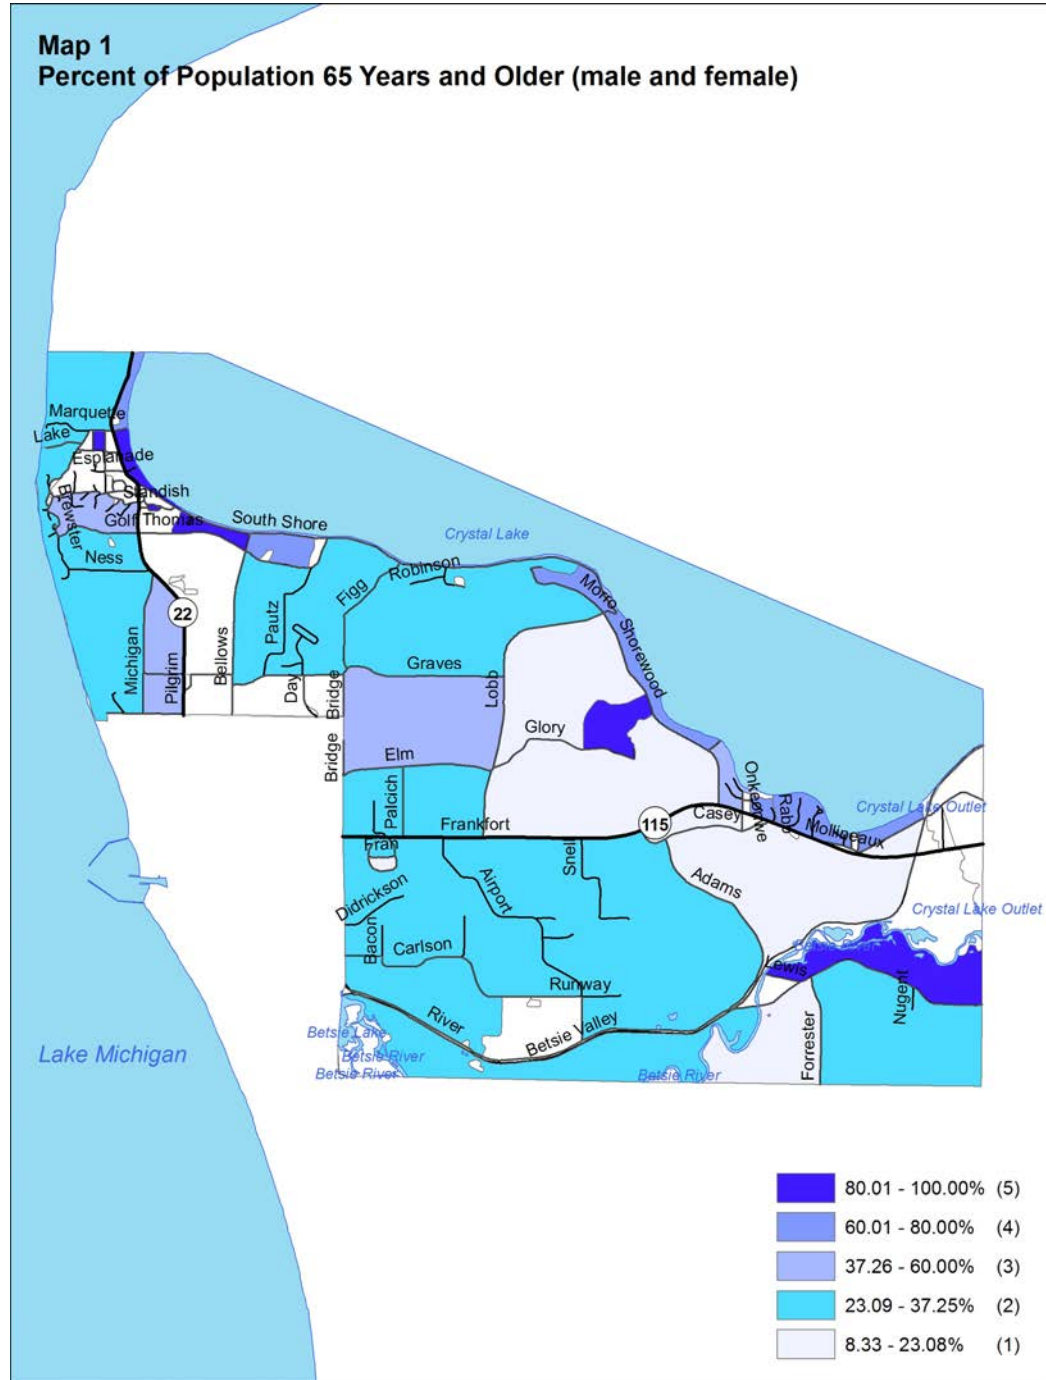 Map 1
Percent of Population 65 Years and Older (male and female)
Marquette
Lake
Esplanade
Standish
Brewster
Golf
Thomas
South Shore
Crystal Lake
Ness
Robinson
Figg
Morro
22
Pautz
Shorewood
Michigan
Pilgrim
Bellows
Graves
Day
Bridge
Lobb
Glory
Bridge
Elm
Palcich
Onkeonwe
Rabb
Crystal Lake Outlet
Frankfort
115
Casey
Mollineaux
Fran
Snell
Didrickson
Airport
Adams
Crystal Lake Outlet
Bacon
Carlson
Betsie River
Lewis
Runway
Nugent
River
Betsie Valley
Betsie Lake
Forrester
Lake Michigan
Betsie River
Betsie River
Betsie River
80.01 - 100.00% (5)
60.01 - 80.00% (4)
37.26 - 60.00% (3)
23.09 - 37.25% (2)
8.33 - 23.08% (1)